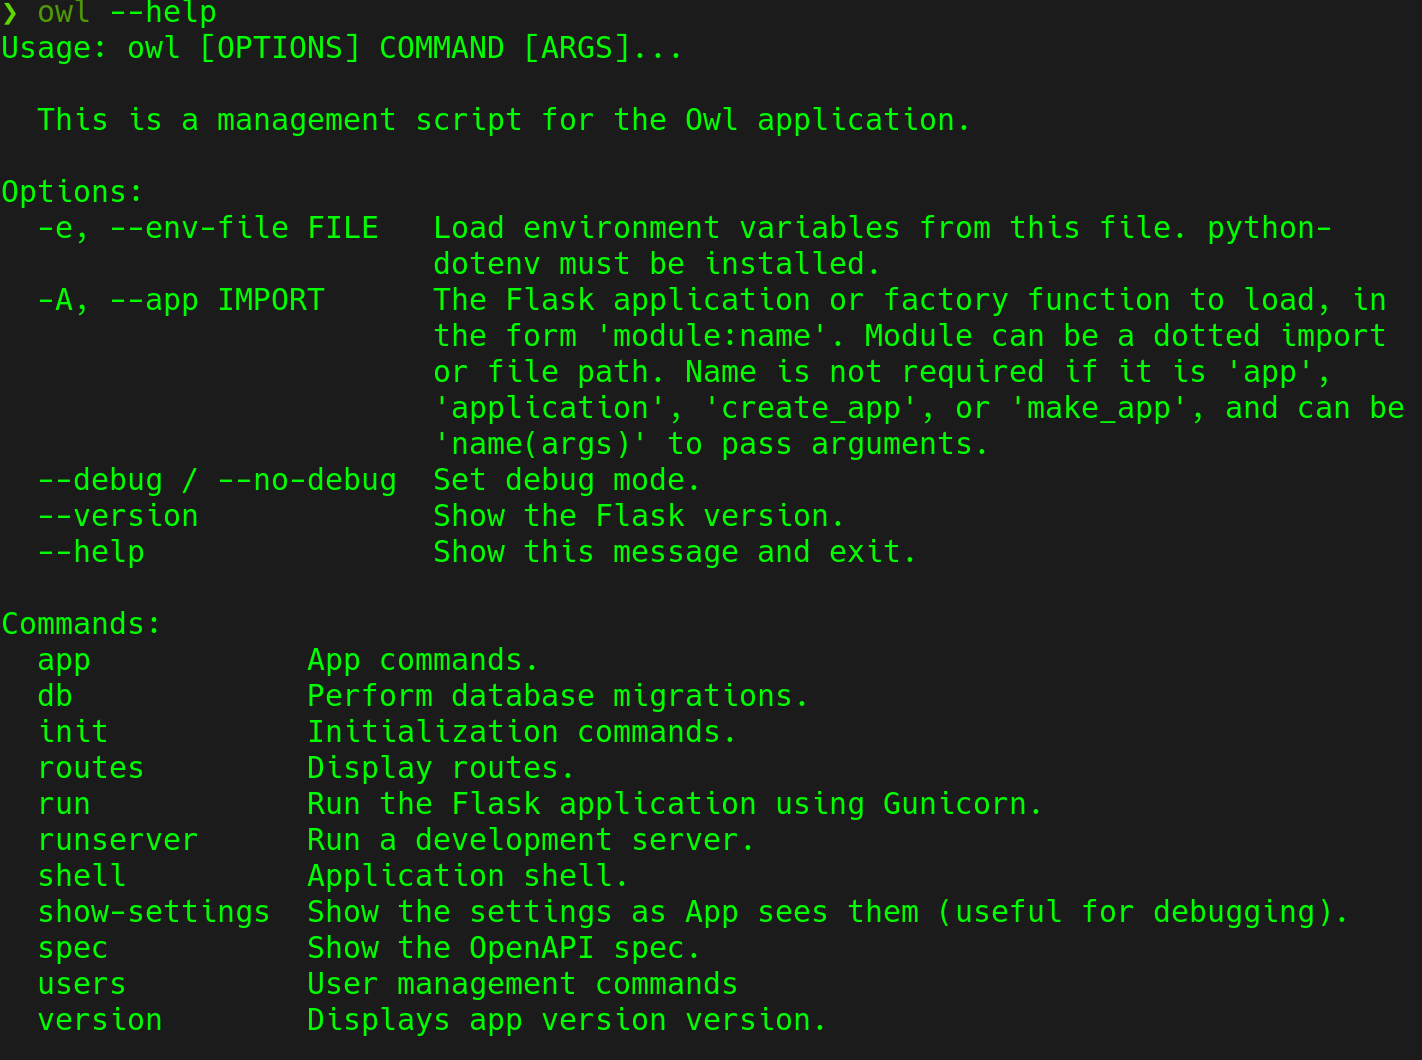 ❯ owl --help
Usage: owl [OPTIONS] COMMAND [ARGS]...

  This is a management script for the Owl application.

Options:
  -e, --env-file FILE   Load environment variables from this file. python-
                        dotenv must be installed.
  -A, --app IMPORT      The Flask application or factory function to load, in
                        the form 'module:name'. Module can be a dotted import
                        or file path. Name is not required if it is 'app',
                        'application', 'create_app', or 'make_app', and can be
                        'name(args)' to pass arguments.
  --debug / --no-debug  Set debug mode.
  --version             Show the Flask version.
  --help                Show this message and exit.

Commands:
  app            App commands.
  db             Perform database migrations.
  init           Initialization commands.
  routes         Display routes.
  run            Run the Flask application using Gunicorn.
  runserver      Run a development server.
  shell          Application shell.
  show-settings  Show the settings as App sees them (useful for debugging).
  spec           Show the OpenAPI spec.
  users          User management commands
  version        Displays app version version.